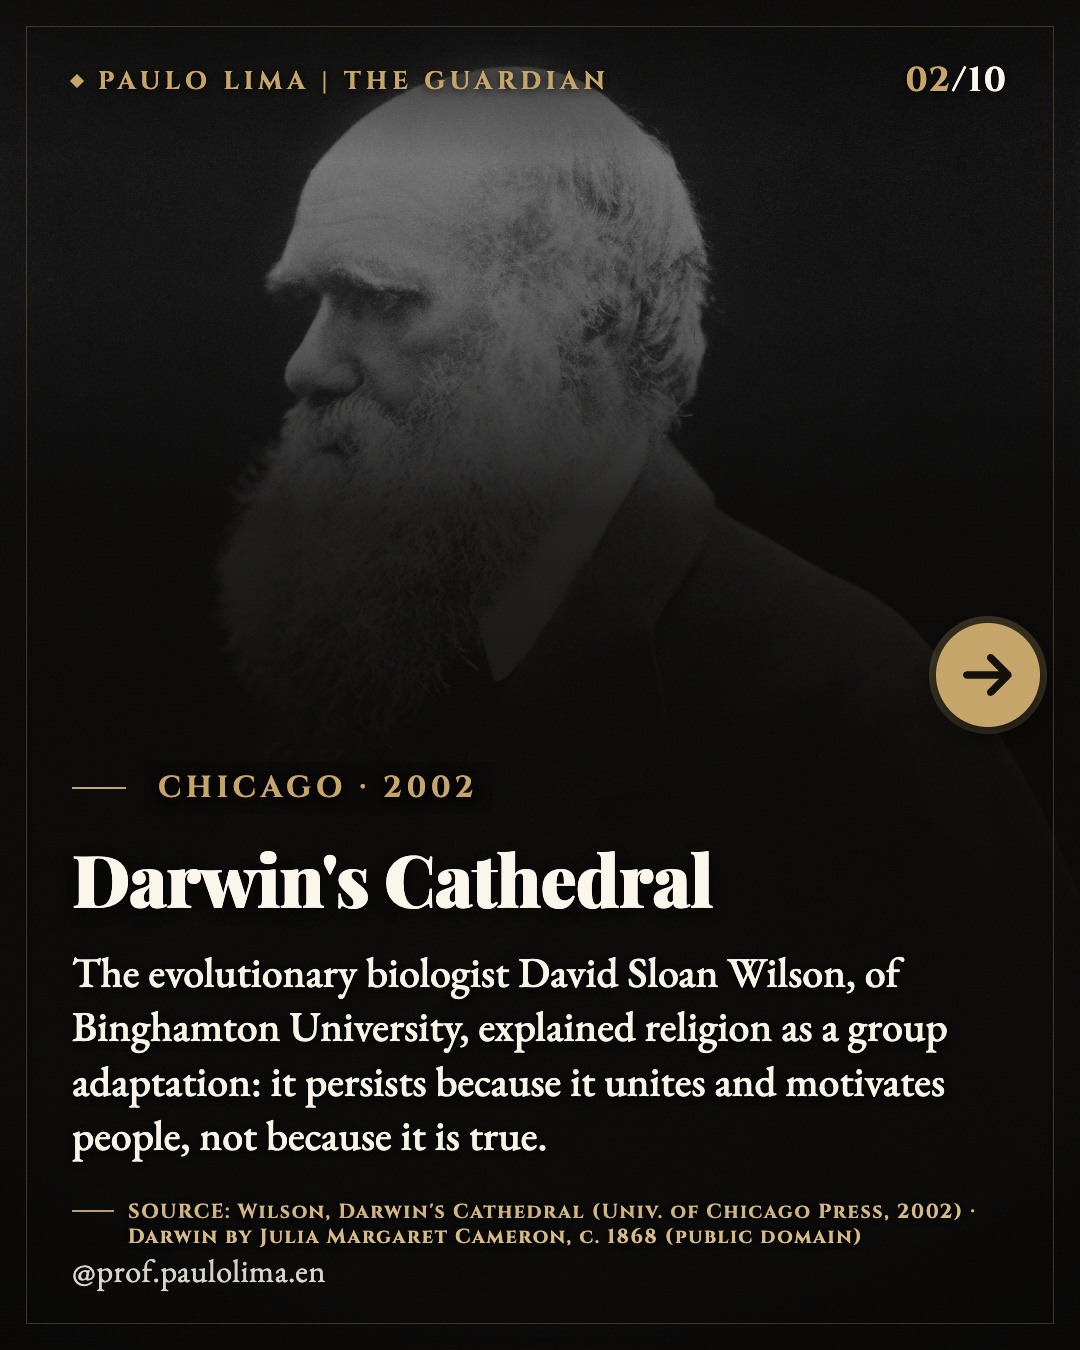 ◆ PAULO LIMA | THE GUARDIAN
02/10
CHICAGO · 2002
Darwin's Cathedral
The evolutionary biologist David Sloan Wilson, of
Binghamton University, explained religion as a group
adaptation: it persists because it unites and motivates
people, not because it is true.
SOURCE: Wilson, Darwin's Cathedral (Univ. of Chicago Press, 2002) ·
Darwin by Julia Margaret Cameron, c. 1868 (public domain)
@prof.paulolima.en